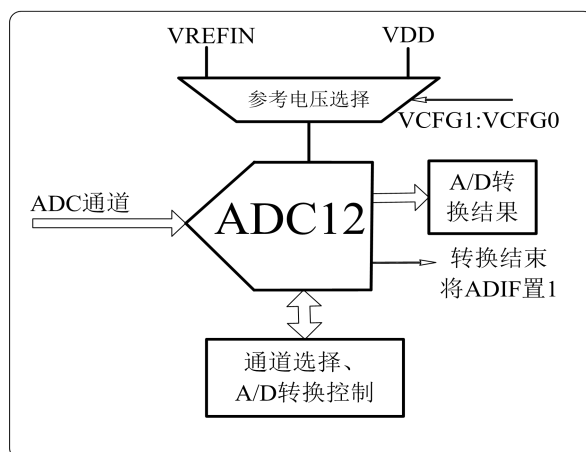 VREFIN
VDD
参考电压选择
VCFG1:VCFG0
ADC通道
ADC12
A/D转
换结果
转换结束
将ADIF置1
通道选择、
A/D转换控制